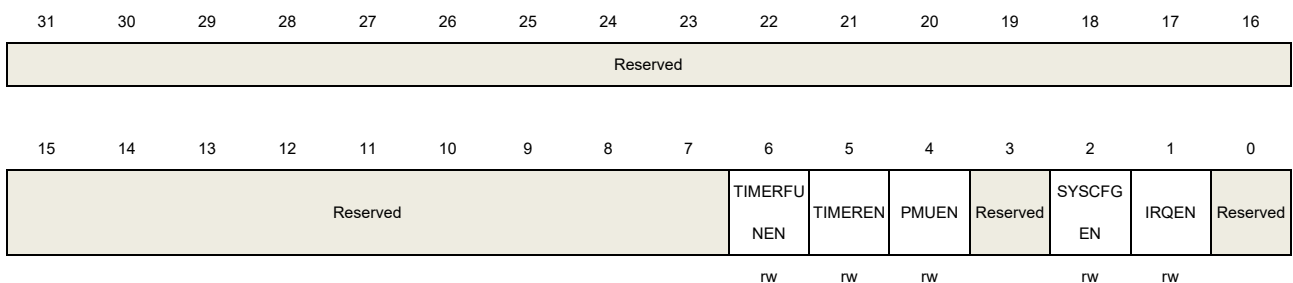 31 30 29 28 27 26 25 24 23 22 21 20 19 18 17 16
Reserved
15 14 13 12 11 10 9 8 7 6 5 4 3 2 1 0
Reserved TIMERFU NEN TIMEREN PMUEN Reserved SYSCFG EN IRQEN Reserved
rw rw rw rw rw